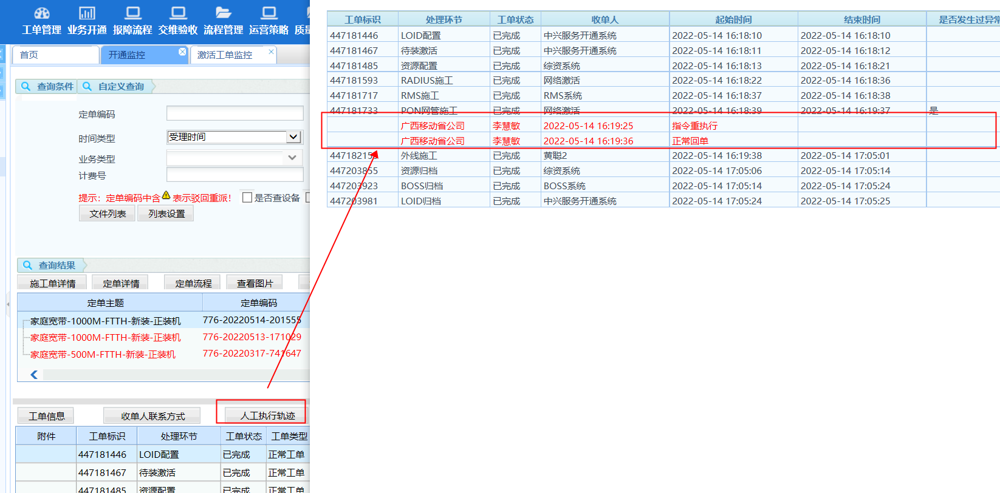 工单管理 业务开通 报障流程 交维验收 流程管理 运营策略
首页 开通监控 激活工单监控
查询条件 自定义查询
定单编码
时间类型 受理时间
业务类型
计费号
提示：定单编码中含 表示驳回重派！ 是否查设备
文件列表 列表设置
查询结果
施工单详情 定单详情 定单流程 查看图片
定单主题 定单编码
家庭宽带-1000M-FTTH-新装-正装机 776-20220514-201555
家庭宽带-1000M-FTTH-新装-正装机 776-20220513-171029
家庭宽带-500M-FTTH-新装-正装机 776-20220317-741647
工单信息 收单人联系方式 人工执行轨迹
附件 工单标识 处理环节 工单状态 工单类型
447181446 LOID配置 已完成 正常工单
447181467 待装激活 已完成 正常工单
447181485 资源配置 已完成 正常工单
工单标识 处理环节 工单状态 收单人 起始时间 结束时间 是否发生过异常
447181446 LOID配置 已完成 中兴服务开通系统 2022-05-14 16:18:10 2022-05-14 16:18:10
447181467 待装激活 已完成 中兴服务开通系统 2022-05-14 16:18:11 2022-05-14 16:18:12
447181485 资源配置 已完成 综资系统 2022-05-14 16:18:13 2022-05-14 16:18:21
447181593 RADIUS施工 已完成 网络激活 2022-05-14 16:18:22 2022-05-14 16:18:36
447181717 RMS施工 已完成 RMS系统 2022-05-14 16:18:37 2022-05-14 16:18:38
447181733 PON网管施工 已完成 网络激活 2022-05-14 16:18:39 2022-05-14 16:19:37 是
广西移动省公司 李慧敏 2022-05-14 16:19:25 指令重执行
广西移动省公司 李慧敏 2022-05-14 16:19:36 正常回单
外线施工 已完成 黄聪2 2022-05-14 16:19:38 2022-05-14 17:05:01
447203855 资源归档 已完成 综资系统 2022-05-14 17:05:06 2022-05-14 17:05:14
447203923 BOSS归档 已完成 BOSS系统 2022-05-14 17:05:14 2022-05-14 17:05:24
447203981 LOID归档 已完成 中兴服务开通系统 2022-05-14 17:05:24 2022-05-14 17:05:25